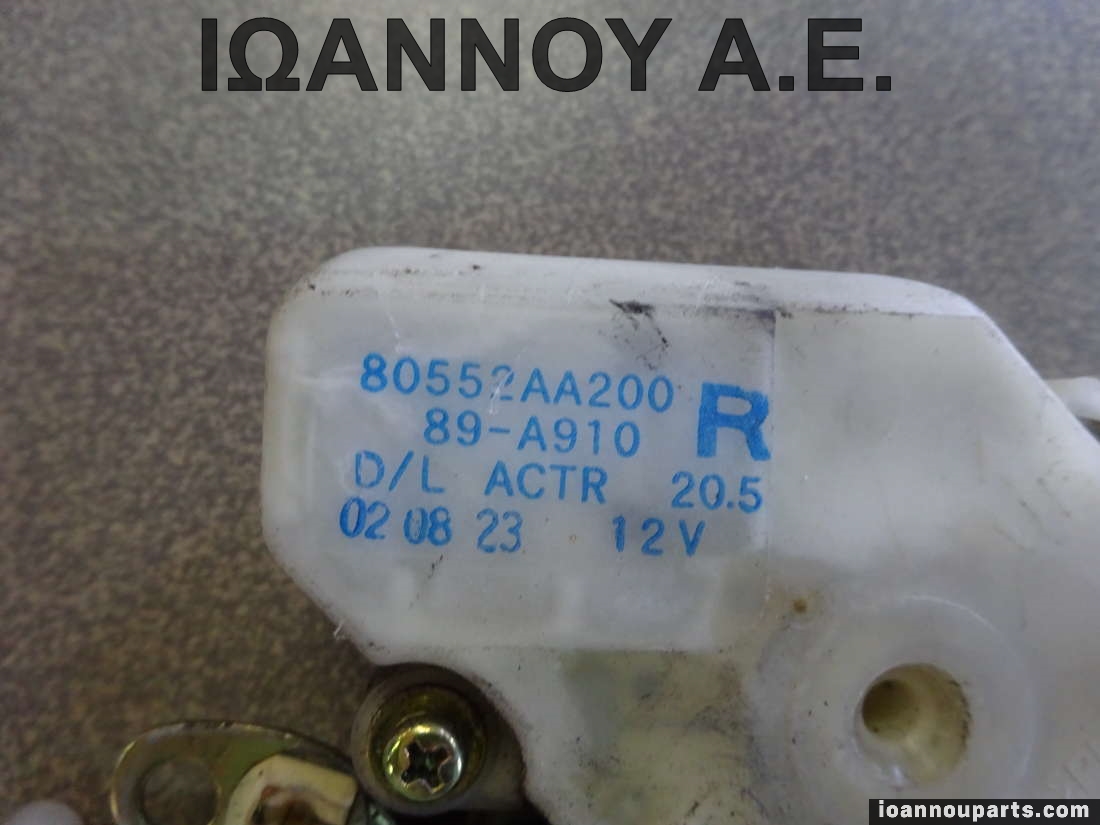 ΙΩΑΝΝΟΥ Α.Ε.
80552AA200
89-A910 R
D/L ACTR 20.5
02 08 23 12V
ioannouparts.com